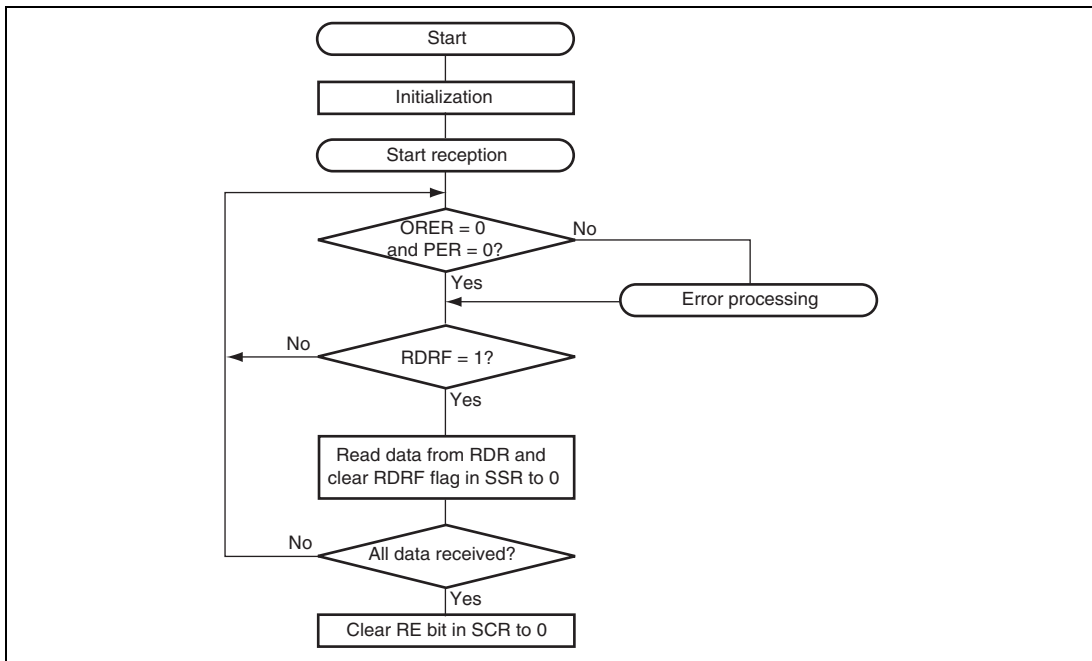 Start
Initialization
Start reception
ORER = 0
and PER = 0?
No
Yes
Error processing
No
RDRF = 1?
Yes
Read data from RDR and
clear RDRF flag in SSR to 0
No
All data received?
Yes
Clear RE bit in SCR to 0